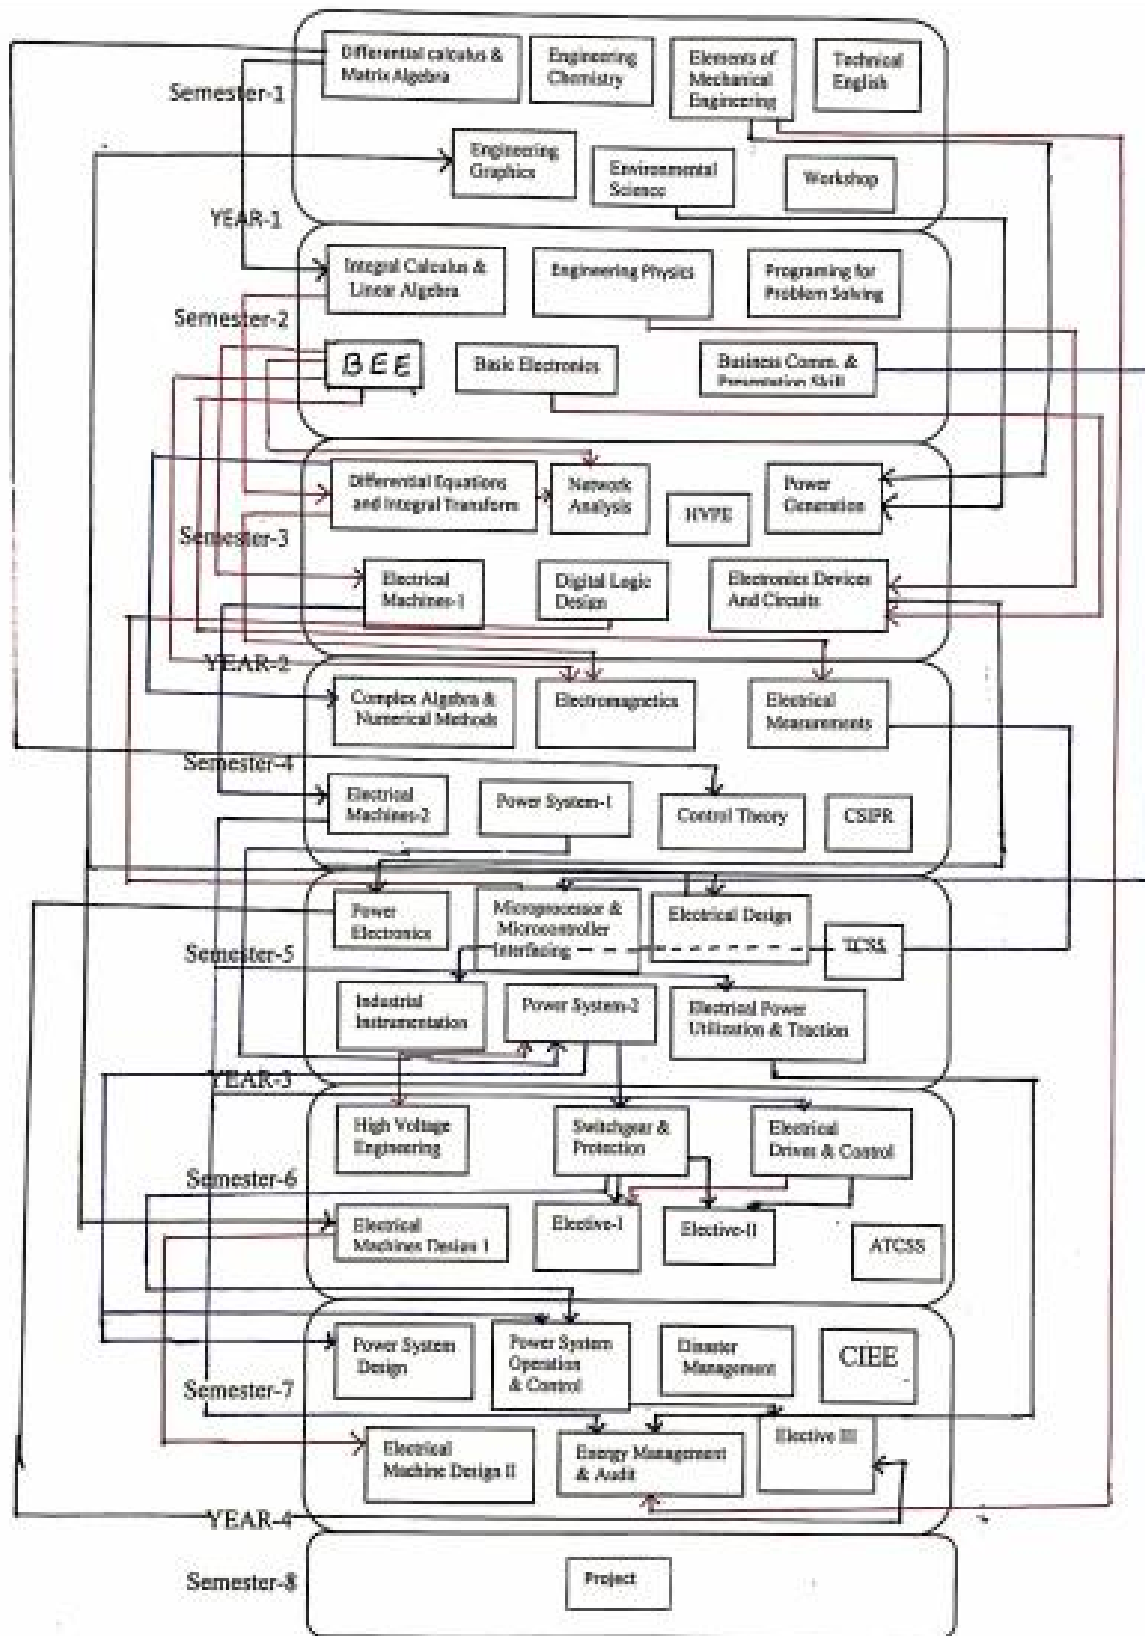 Semester-1
Differential calculus &
Matrix Algebra
Engineering
Chemistry
Elements of
Mechanical
Engineering
Technical
English
Engineering
Graphics
Environmental
Science
Workshop
YEAR-1
Semester-2
Integral Calculus &
Linear Algebra
Engineering Physics
Programing for
Problem Solving
BEE
Basic Electronics
Business Comm. &
Presentation Skill
Semester-3
Differential Equations
and Integral Transform
Network
Analysis
HVPE
Power
Generation
Electrical
Machines-1
Digital Logic
Design
Electronics Devices
And Circuits
YEAR-2
Semester-4
Complex Algebra &
Numerical Methods
Electromagnetics
Electrical
Measurements
Electrical
Machines-2
Power System-1
Control Theory
CSIPR
Semester-5
Power
Electronics
Microprocessor &
Microcontroller
Interfacing
Electrical Design
TCSS
Industrial
Instrumentation
Power System-2
Electrical Power
Utilization & Traction
YEAR-3
Semester-6
High Voltage
Engineering
Switchgear &
Protection
Electrical
Drives & Control
Electrical
Machines Design I
Elective-I
Elective-II
ATCSS
Semester-7
Power System
Design
Power System
Operation
& Control
Disaster
Management
CIEE
Electrical
Machine Design II
Energy Management
& Audit
Elective III
YEAR-4
Semester-8
Project